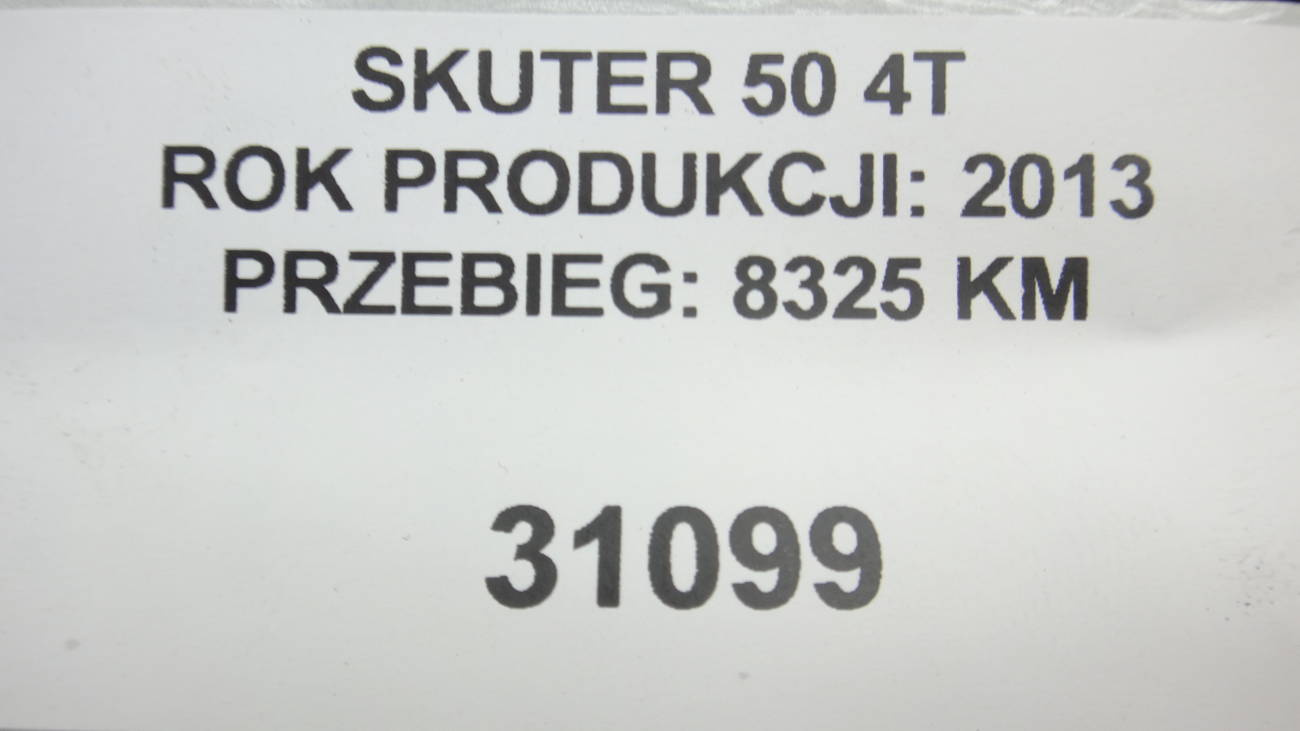 SKUTER 50 4T
ROK PRODUKCJI: 2013
PRZEBIEG: 8325 KM
31099